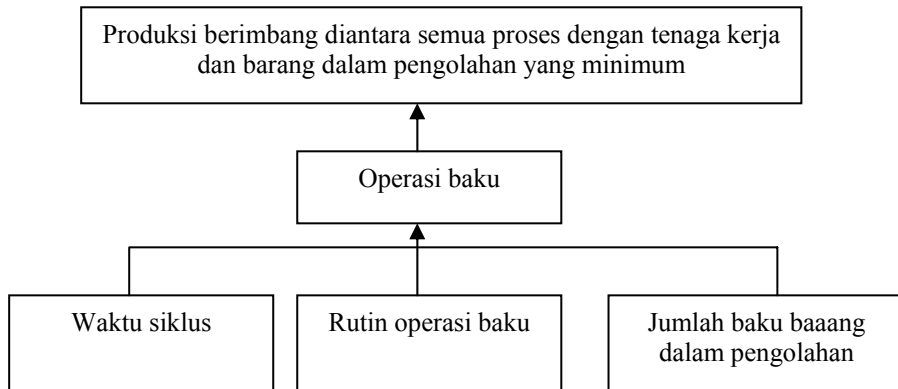 Produksi berimbang diantara semua proses dengan tenaga kerja
dan barang dalam pengolahan yang minimum
Operasi baku
Waktu siklus
Rutin operasi baku
Jumlah baku baaang
dalam pengolahan